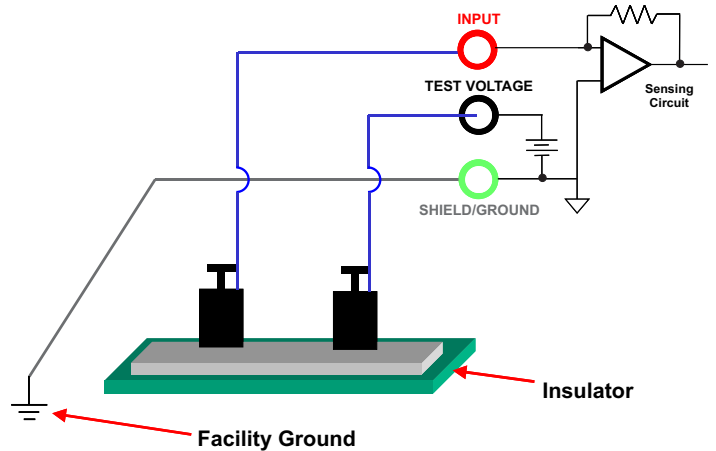 INPUT
TEST VOLTAGE
Sensing
Circuit
SHIELD/GROUND
Insulator
Facility Ground